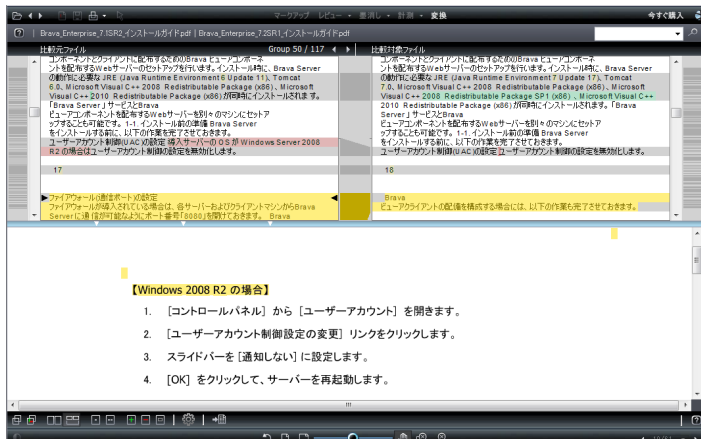 マークアップ レビュー 墨消し 計測 変換
今すぐ購入
Brava_Enterprise_7.1SR2_インストールガイド.pdf | Brava_Enterprise_7.2SR1_インストールガイド.pdf
比較元ファイル
Group 50 / 117
比較対象ファイル
コンポーネントとクライアントに配布するためのBrava ビューアコンポーネ
ントを配布するWebサーバーのセットアップを行います。インストール時に、Brava Server
の動作に必要な JRE (Java Runtime Environment 6 Update 11)、Tomcat
6.0、Microsoft Visual C++ 2008 Redistributable Package (x86)、Microsoft
Visual C++ 2010 Redistributable Package (x86) が同時にインストールされます。
「Brava Server」サービスとBrava
ビューアコンポーネントを配布するWebサーバーを別々のマシンにセットア
ップすることも可能です。1-1. インストール前の準備 Brava Server
をインストールする前に、以下の作業を完了させておきます。
ユーザーアカウント制御(UAC)の設定 導入サーバーのOSが Windows Server 2008
R2 の場合はユーザーアカウント制御の設定を無効化します。
17
ファイアウォール(通信ポート)の設定
ファイアウォールが導入されている場合は、各サーバーおよびクライアントマシンからBrava
Serverに通信が可能なようにポート番号「8080」を開けておきます。 Brava
コンポーネントとクライアントに配布するためのBrava ビューアコンポーネ
ントを配布するWebサーバーのセットアップを行います。インストール時に、Brava Server
の動作に必要な JRE (Java Runtime Environment 7 Update 17)、Tomcat
7.0、Microsoft Visual C++ 2008 Redistributable Package (x86)、Microsoft
Visual C++ 2008 Redistributable Package SP1 (x86)、Microsoft Visual C++
2010 Redistributable Package (x86) が同時にインストールされます。「Brava
Server」サービスとBrava
ビューアコンポーネントを配布するWebサーバーを別々のマシンにセットア
ップすることも可能です。1-1. インストール前の準備 Brava Server
をインストールする前に、以下の作業を完了させておきます。
ユーザーアカウント制御(UAC)の設定 ユーザーアカウント制御の設定を無効化します。
18
Brava
ビューアクライアントの配備を構成する場合には、以下の作業も完了させておきます。
【Windows 2008 R2 の場合】
1. [コントロールパネル] から [ユーザーアカウント] を開きます。
2. [ユーザーアカウント制御設定の変更] リンクをクリックします。
3. スライドバーを [通知しない] に設定します。
4. [OK] をクリックして、サーバーを再起動します。